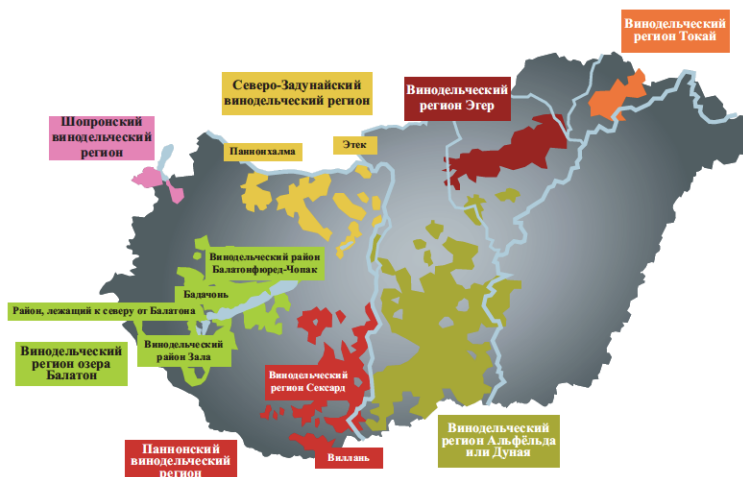 Винодельческий
регион Токай
Северо-Задунайский
винодельческий регион
Винодельческий
регион Эгер
Шопронский
винодельческий
регион
Паннонхалма
Этек
Винодельческий район
Балатонфюред-Чопак
Бадачонь
Район, лежащий к северу от Балатона
Винодельческий
регион озера
Балатон
Винодельческий
район Зала
Винодельческий
регион Сексард
Винодельческий
регион Альфёльда
или Дуная
Паннонский
винодельческий
регион
Виллань